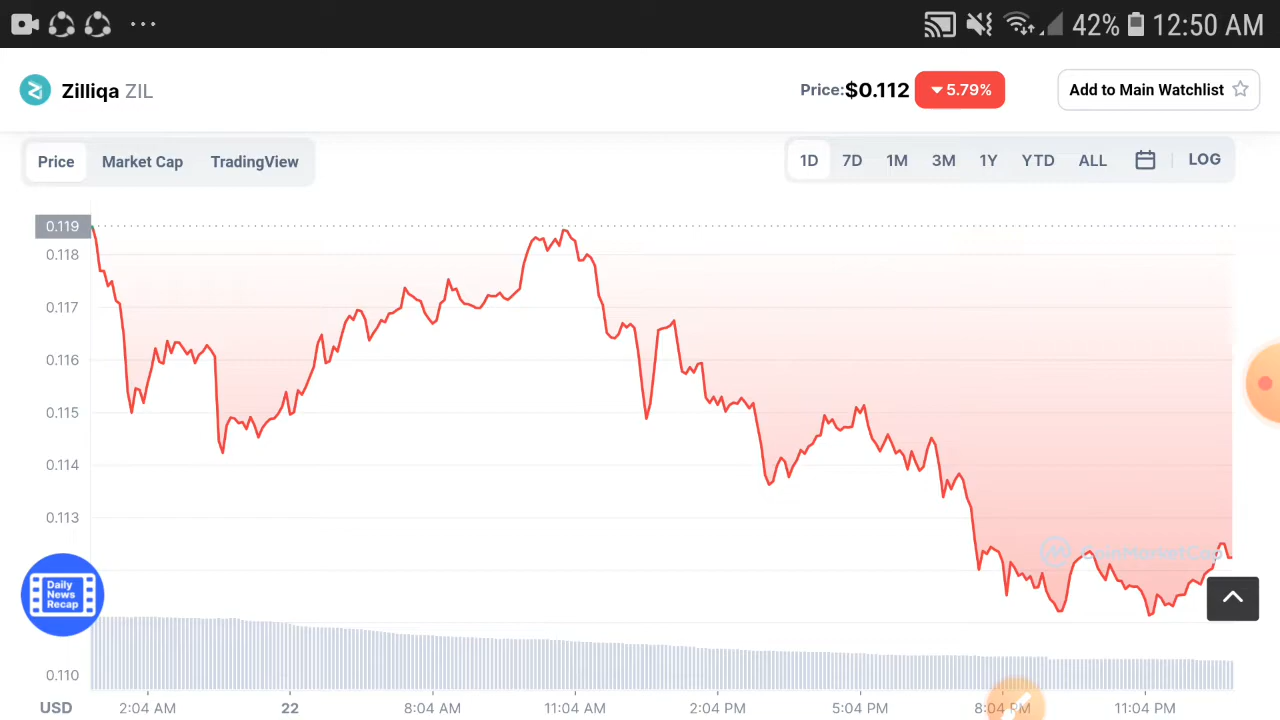 42% 12:50 AM
Zilliqa ZIL
Price:$0.112 5.79%
Add to Main Watchlist
Price Market Cap TradingView
1D 7D 1M 3M 1Y YTD ALL LOG
0.119
0.118
0.117
0.116
0.115
0.114
0.113
CoinMarketCap
Daily
News
Recap
0.110
USD 2:04 AM 22 8:04 AM 11:04 AM 2:04 PM 5:04 PM 8:04 PM 11:04 PM